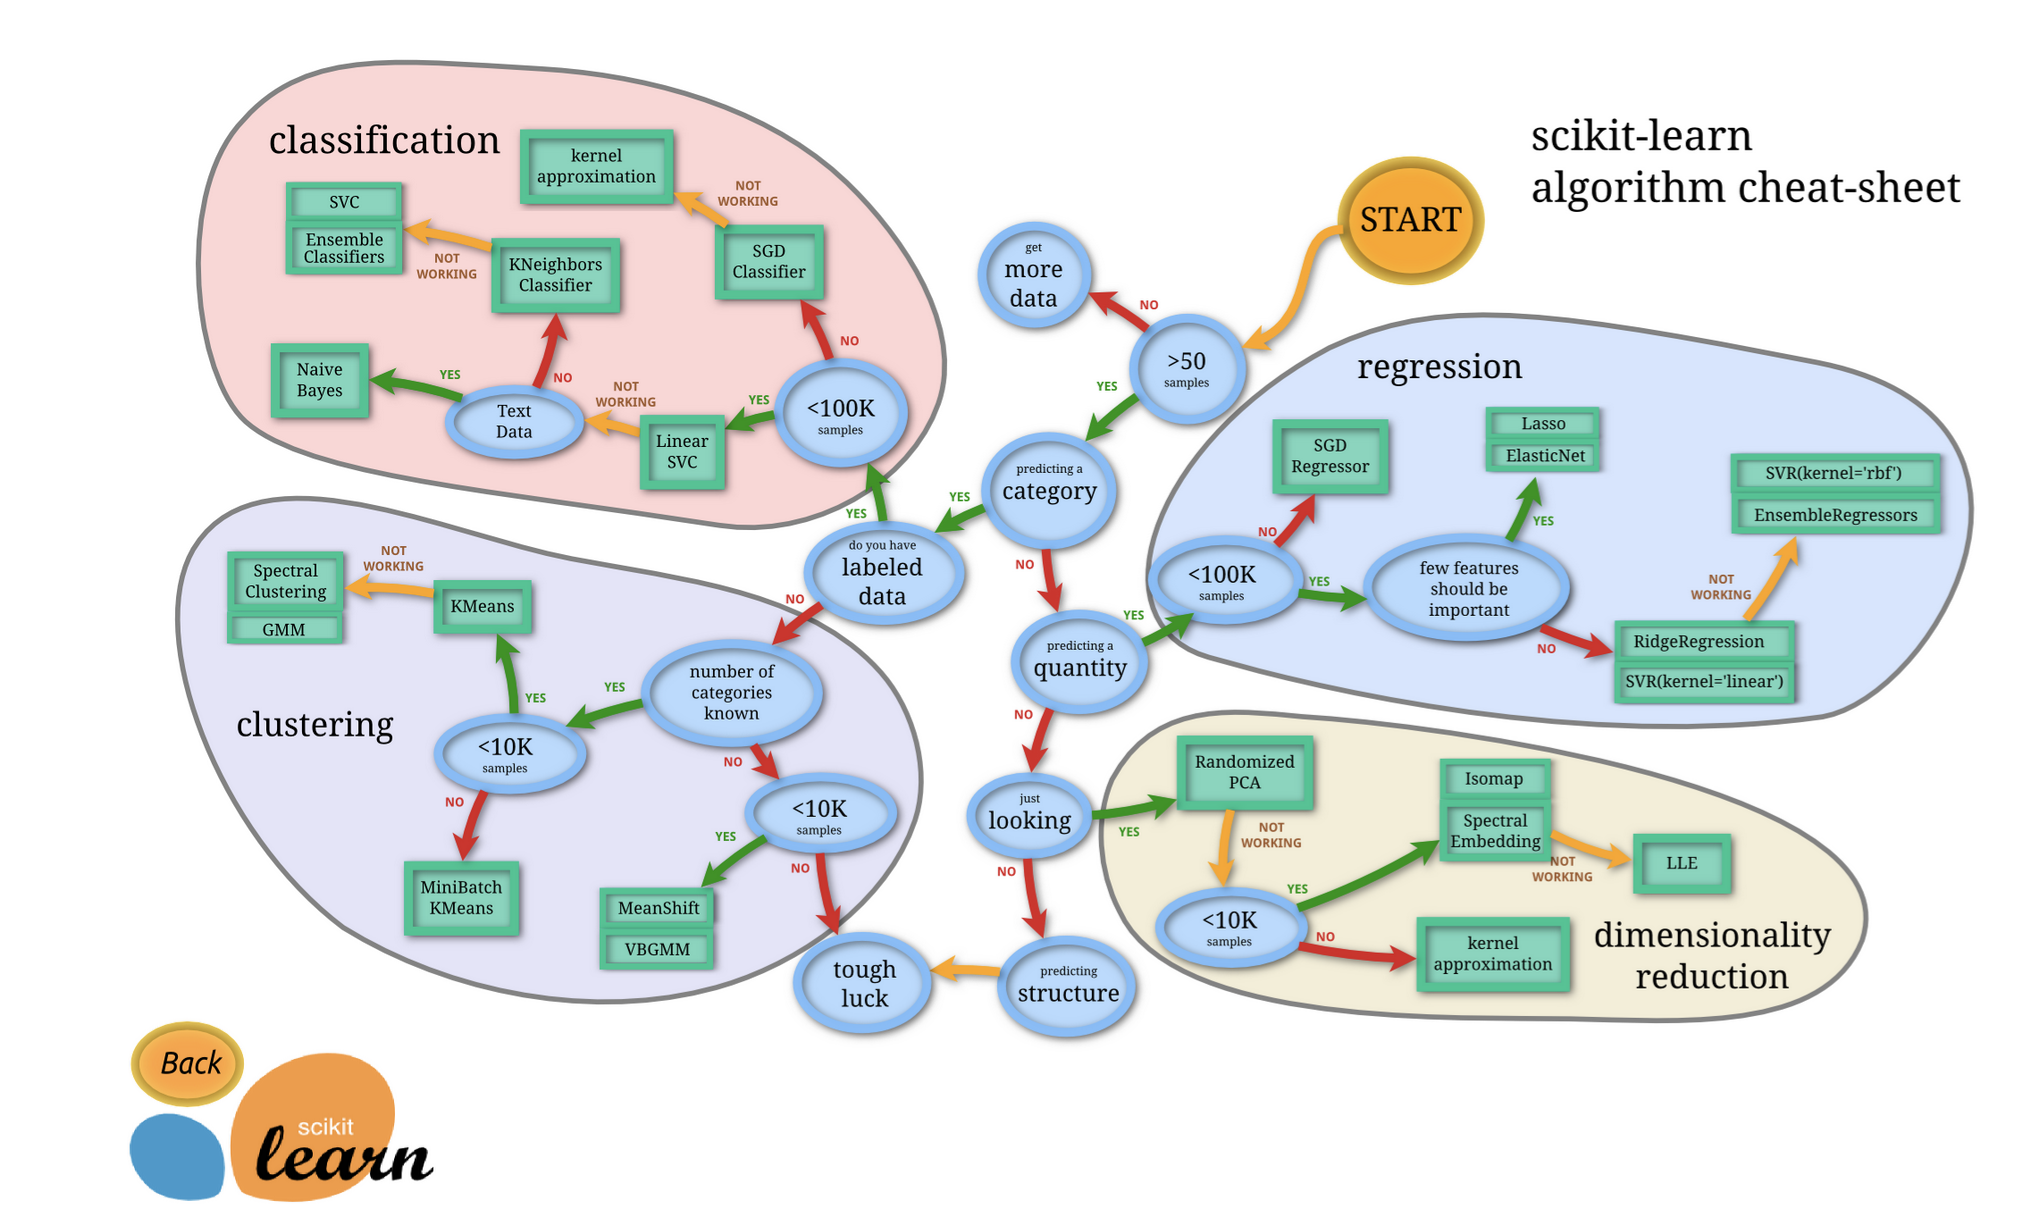 scikit-learn
algorithm cheat-sheet
START
>50
samples
NO
get
more
data
YES
predicting a
category
YES
do you have
labeled
data
YES
classification
<100K
samples
NO
SGD
Classifier
NOT
WORKING
kernel
approximation
YES
Linear
SVC
NOT
WORKING
Text
Data
YES
Naive
Bayes
NO
KNeighbors
Classifier
NOT
WORKING
SVC
Ensemble
Classifiers
NO
clustering
number of
categories
known
YES
<10K
samples
YES
KMeans
NOT
WORKING
Spectral
Clustering
GMM
NO
MiniBatch
KMeans
NO
<10K
samples
YES
MeanShift
VBGMM
NO
tough
luck
NO
predicting a
quantity
YES
regression
<100K
samples
NO
SGD
Regressor
YES
few features
should be
important
YES
Lasso
ElasticNet
NO
RidgeRegression
SVR(kernel='linear')
NOT
WORKING
SVR(kernel='rbf')
EnsembleRegressors
NO
just
looking
YES
Randomized
PCA
NOT
WORKING
<10K
samples
YES
Isomap
Spectral
Embedding
NOT
WORKING
LLE
NO
kernel
approximation
dimensionality
reduction
NO
predicting
structure
Back
scikit
learn